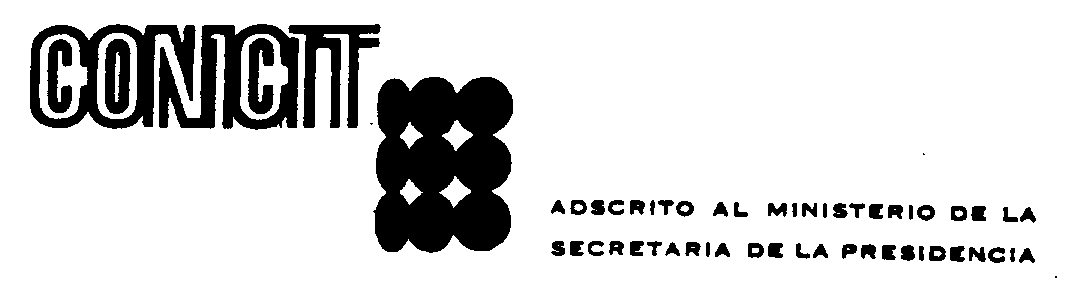 CONICIT
ADSCRITO AL MINISTERIO DE LA
SECRETARIA DE LA PRESIDENCIA